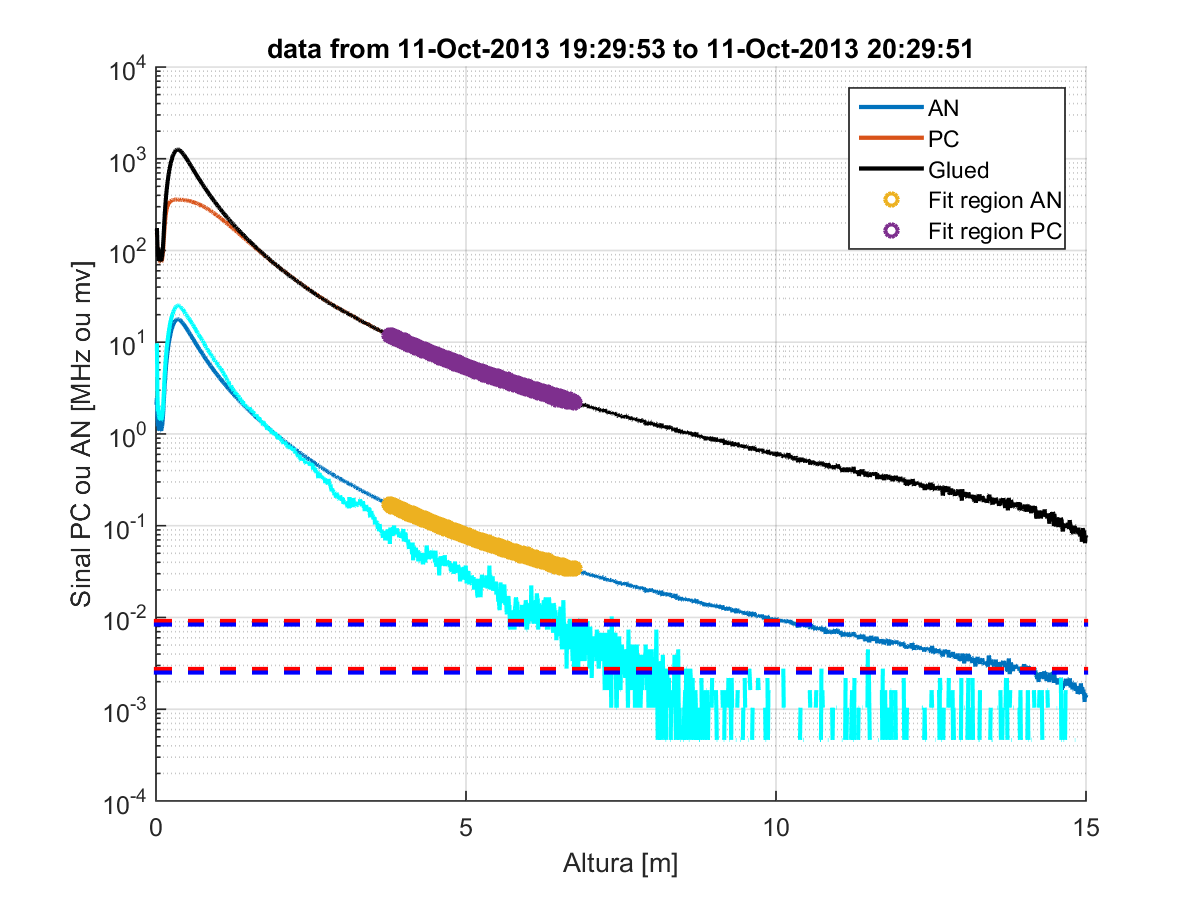 data from 11-Oct-2013 19:29:53 to 11-Oct-2013 20:29:51
Sinal PC ou AN [MHz ou mv]
10^4
10^3
10^2
10^1
10^0
10^-1
10^-2
10^-3
10^-4
AN
PC
Glued
Fit region AN
Fit region PC
0 5 10 15
Altura [m]